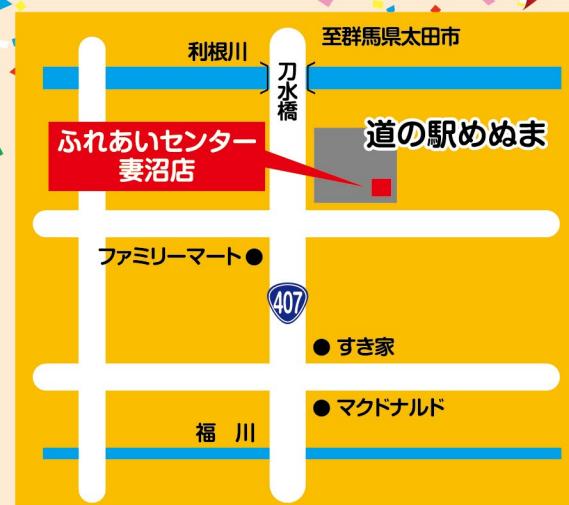 至群馬県太田市
利根川
刀水橋
道の駅めぬま
ふれあいセンター
妻沼店
ファミリーマート
407
すき家
マクドナルド
福 川